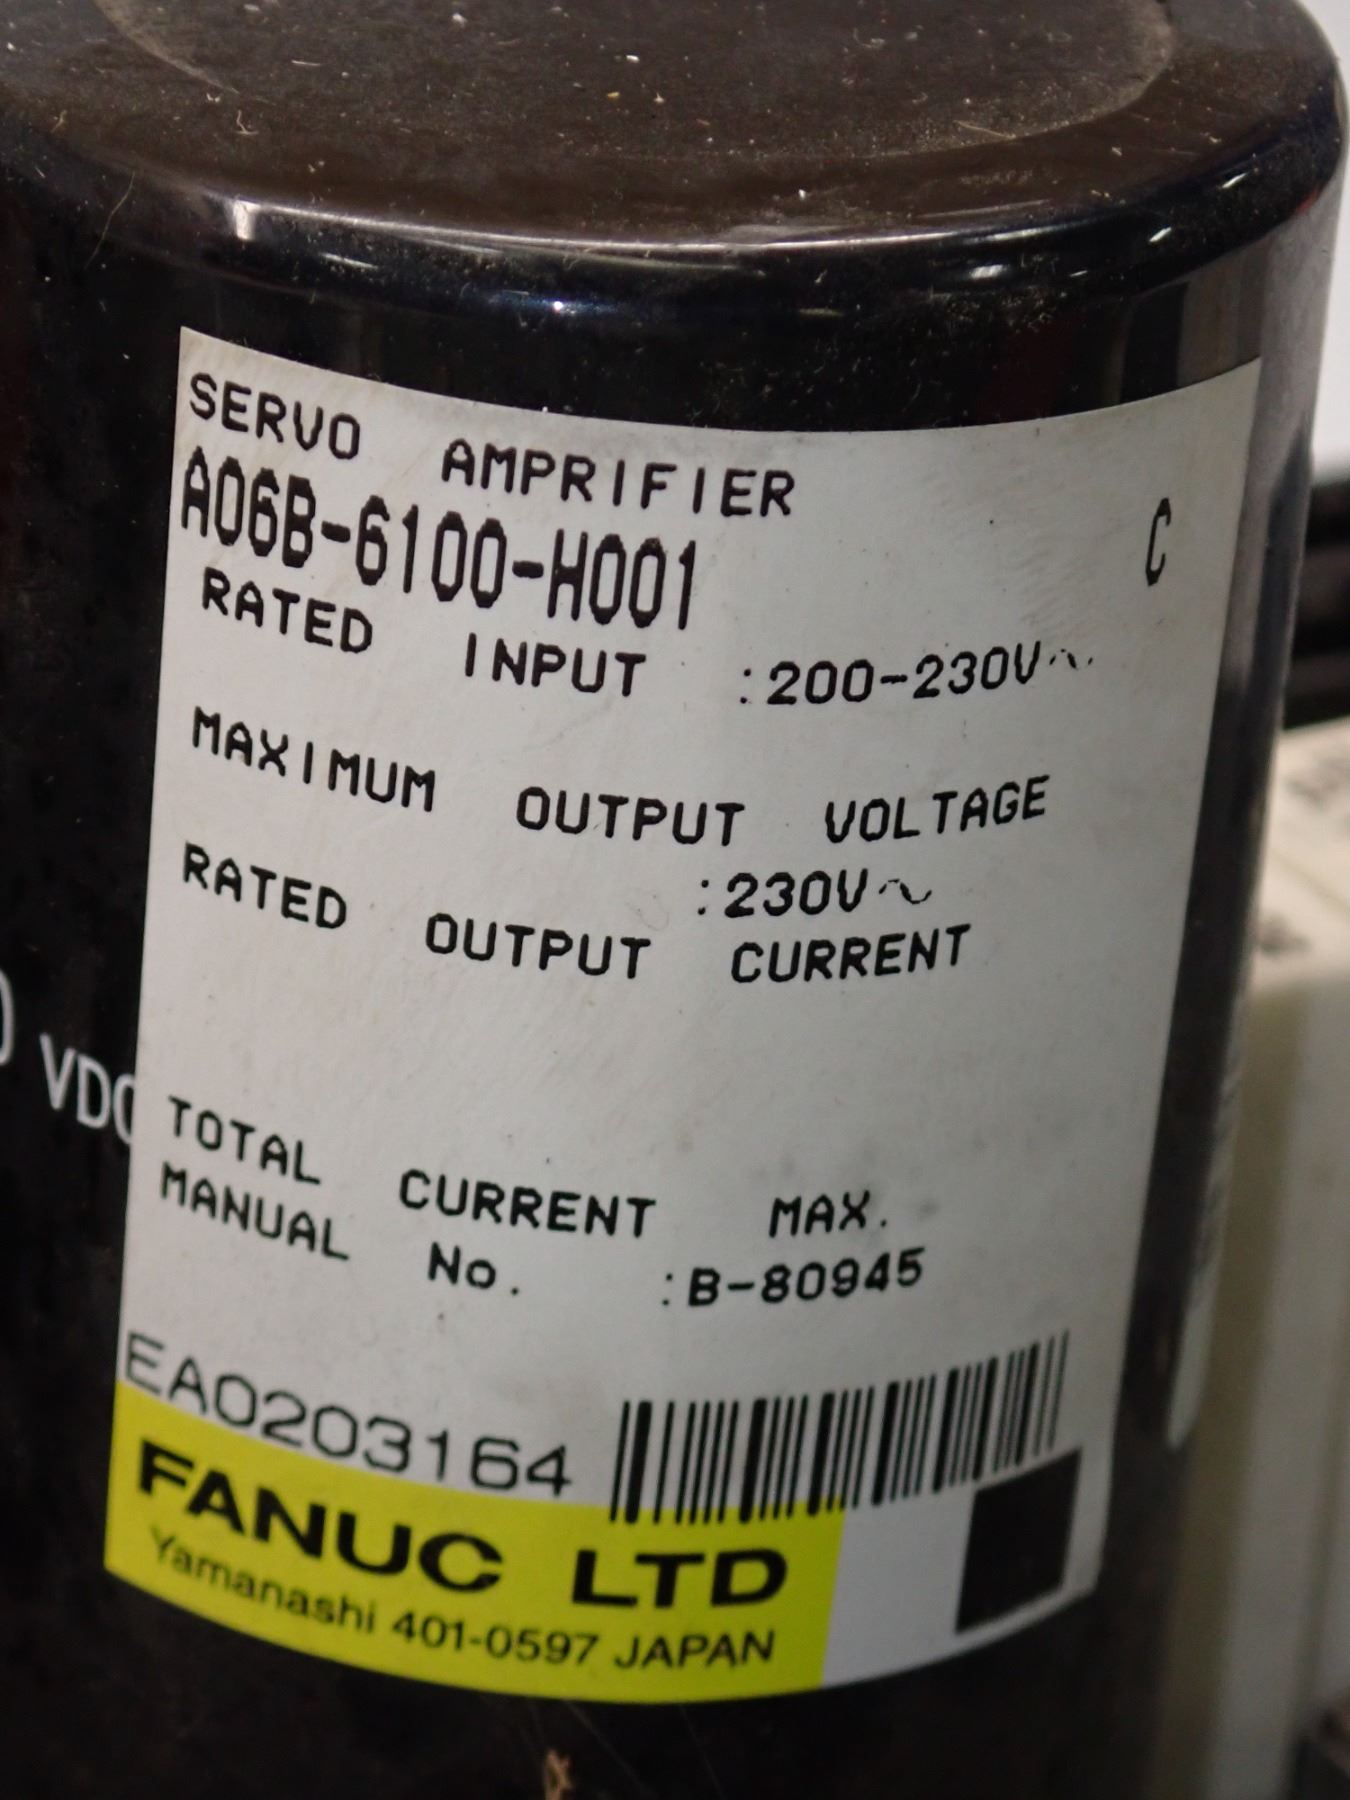 SERVO AMPRIFIER
A06B-6100-H001 C
RATED INPUT :200-230V~
MAXIMUM OUTPUT VOLTAGE
:230V~
RATED OUTPUT CURRENT
VDC
TOTAL CURRENT MAX.
MANUAL No. :B-80945
EA0203164
FANUC LTD
Yamanashi 401-0597 JAPAN